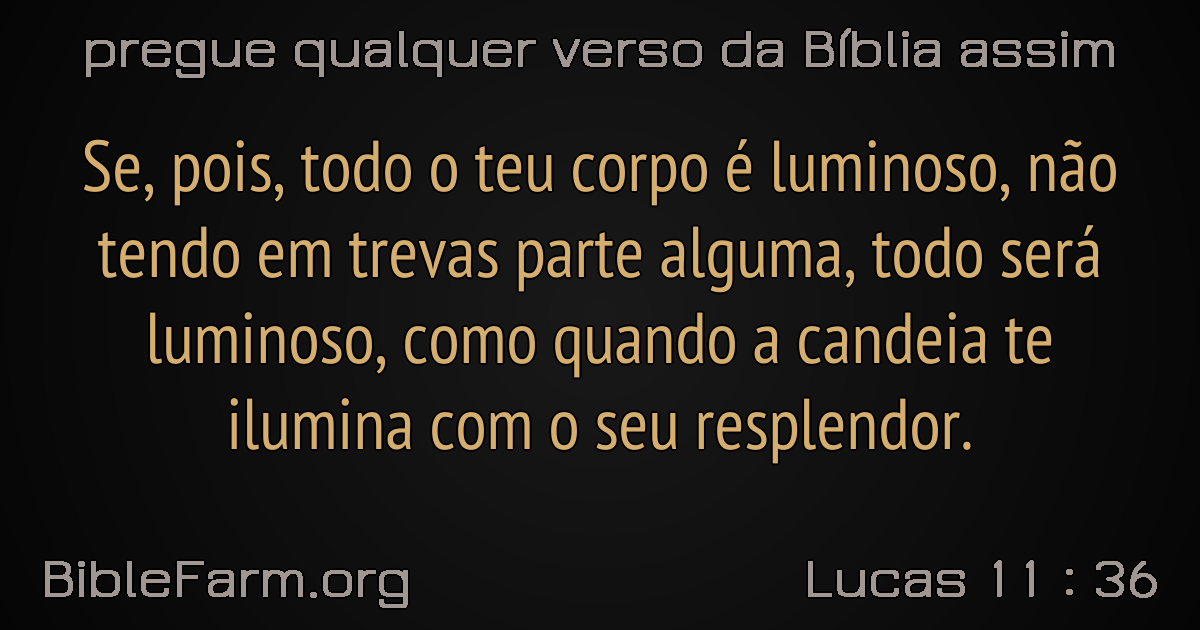 pregue qualquer verso da Bíblia assim
Se, pois, todo o teu corpo é luminoso, não
tendo em trevas parte alguma, todo será
luminoso, como quando a candeia te
ilumina com o seu resplendor.
BibleFarm.org
Lucas 11 : 36